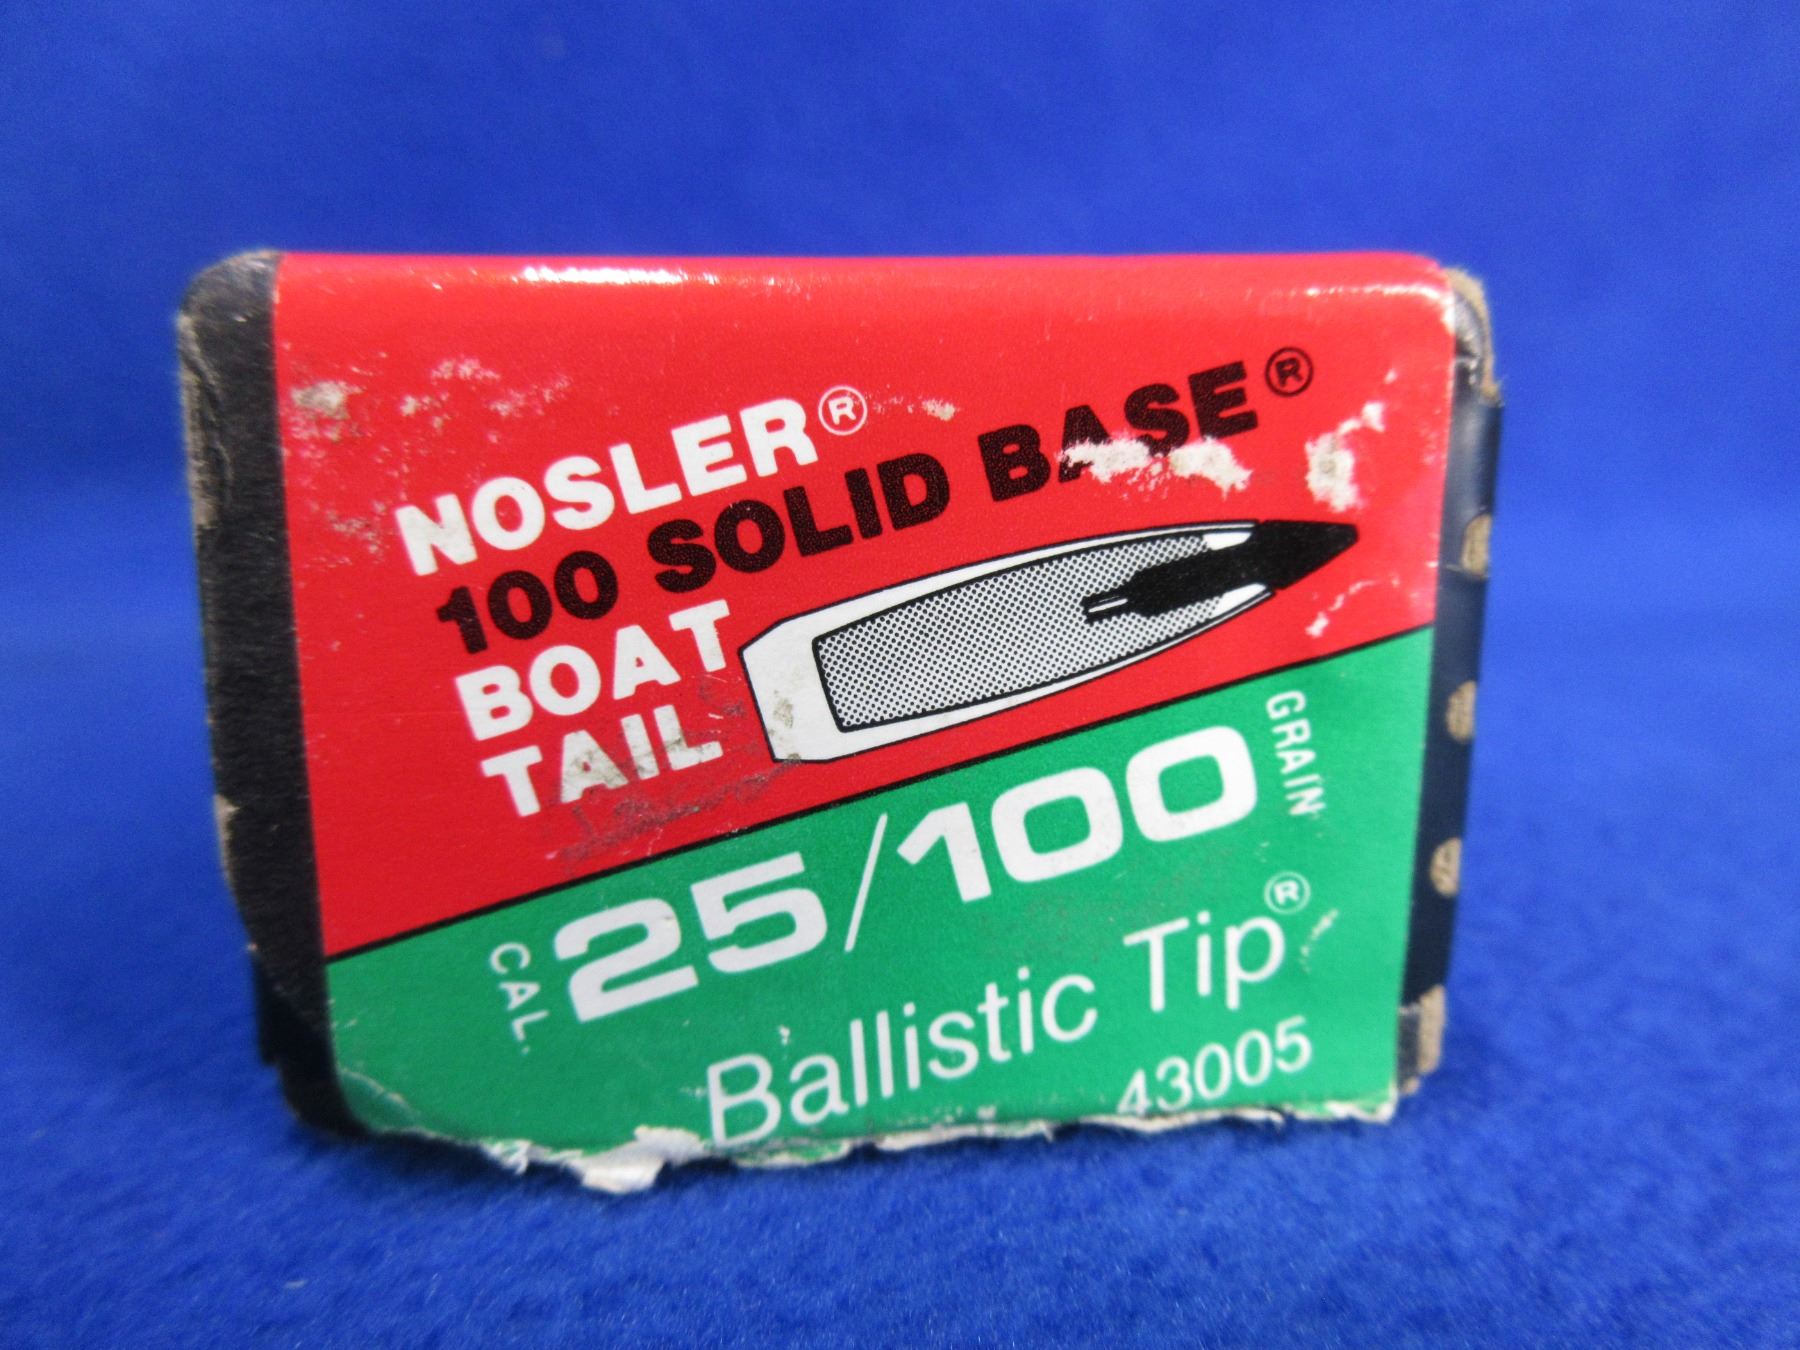 NOSLER®
100 SOLID BASE®
BOAT
TAIL
CAL. 25/100 GRAIN
Ballistic Tip®
43005